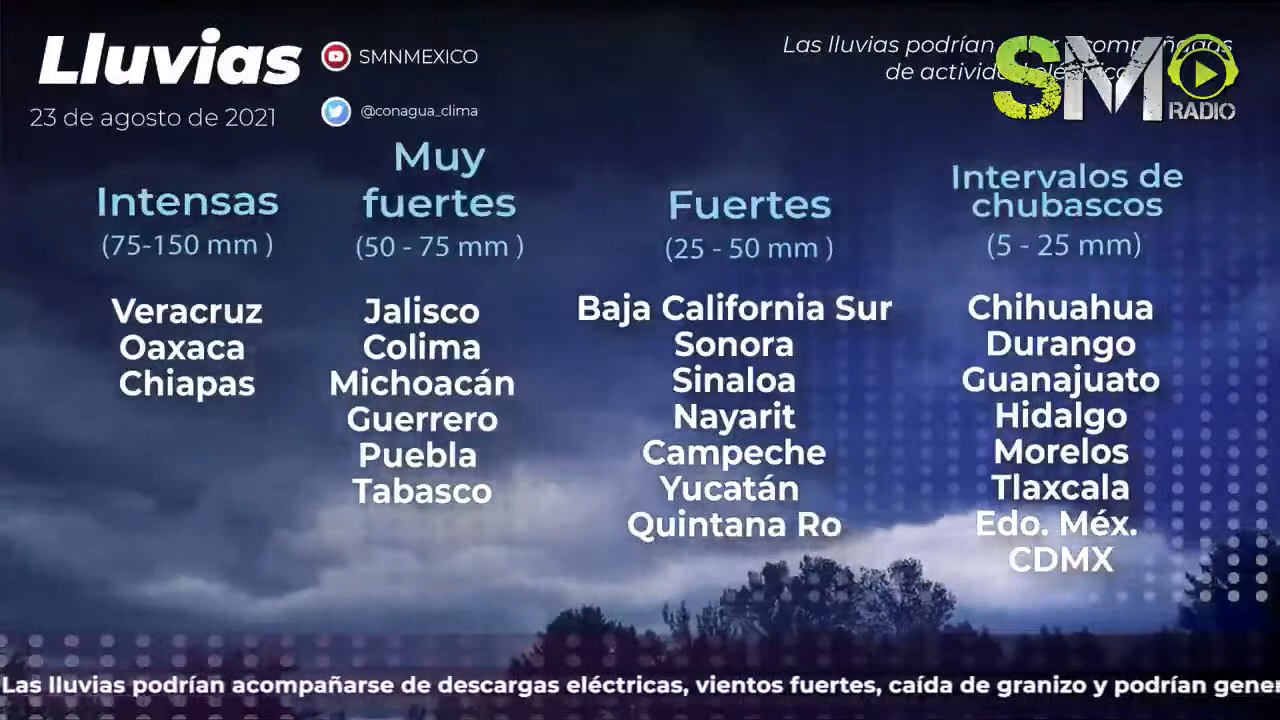 Lluvias
23 de agosto de 2021
SMNMEXICO
@conagua_clima
Las lluvias podrían
de
SM
RADIO
Intensas
(75-150 mm )
Veracruz
Oaxaca
Chiapas
Muy
fuertes
(50 - 75 mm )
Jalisco
Colima
Michoacán
Guerrero
Puebla
Tabasco
Fuertes
(25 - 50 mm )
Baja California Sur
Sonora
Sinaloa
Nayarit
Campeche
Yucatán
Quintana Ro
Intervalos de
chubascos
(5 - 25 mm)
Chihuahua
Durango
Guanajuato
Hidalgo
Morelos
Tlaxcala
Edo. Méx.
CDMX
Las lluvias podrían acompañarse de descargas eléctricas, vientos fuertes, caída de granizo y podrían gener